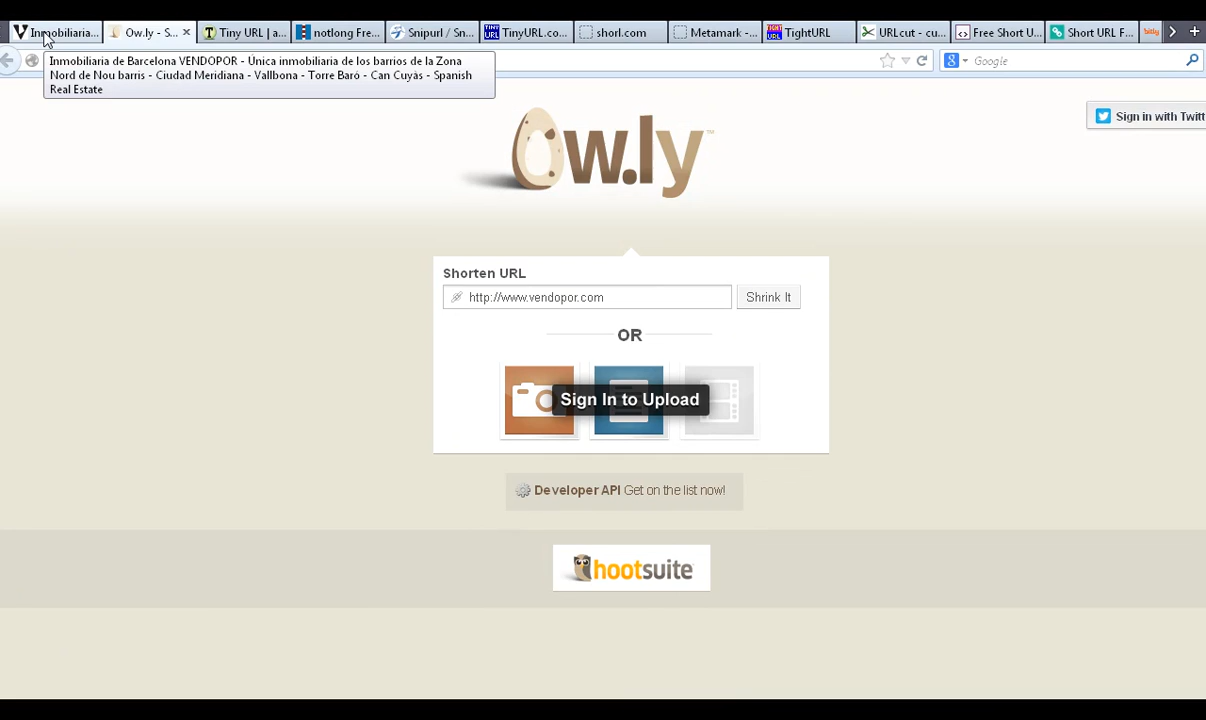 Inmobiliaria... Ow.ly - S... Tiny URL | a... notlong Fre... Snipurl / Sn... TinyURL.co... shorl.com Metamark -... TightURL URLcut - cu... Free Short U... Short URL F... bitly
Inmobiliaria de Barcelona VENDOPOR - Única inmobiliaria de los barrios de la Zona
Nord de Nou barris - Ciudad Meridiana - Vallbona - Torre Baró - Can Cuyàs - Spanish
Real Estate
Google
Sign in with Twitt
Ow.ly™
Shorten URL
http://www.vendopor.com Shrink It
OR
Sign In to Upload
Developer API Get on the list now!
hootsuite